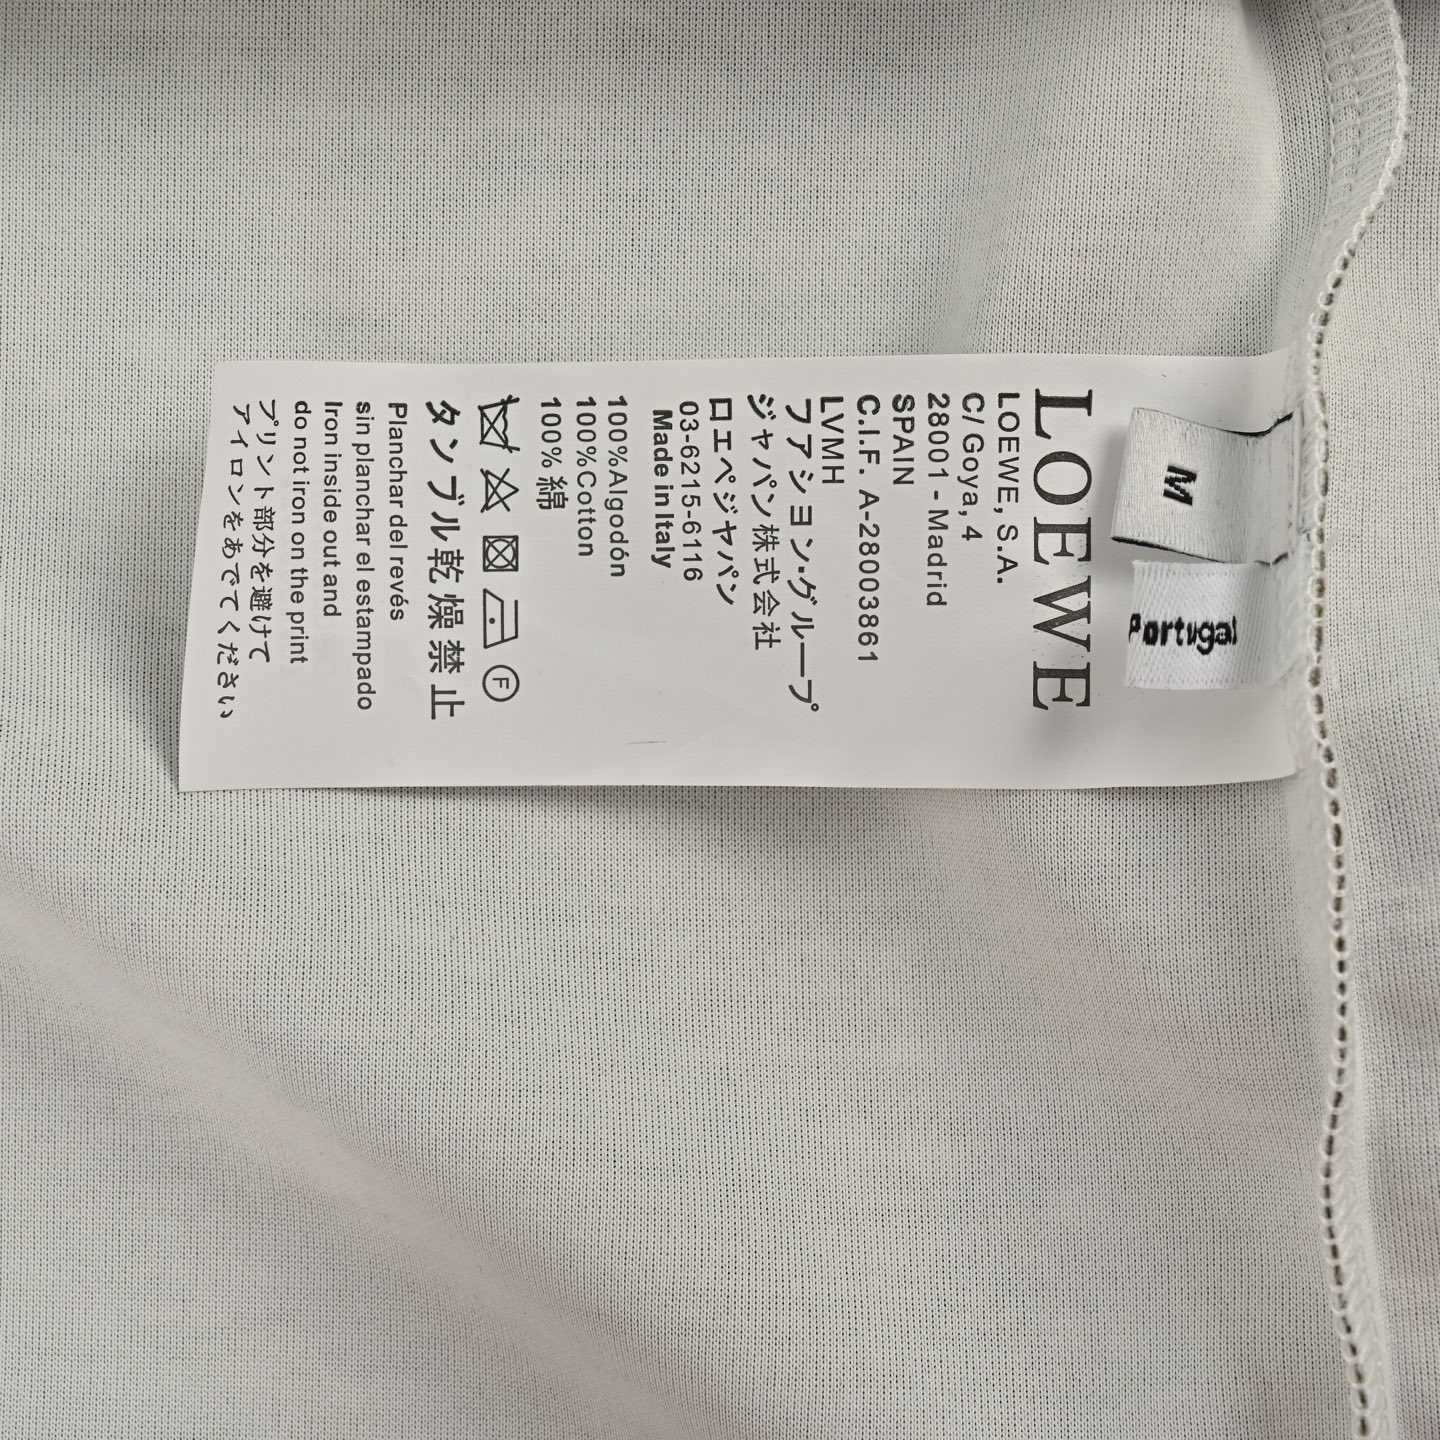 M
Portugal
LOEWE
LOEWE, S.A.
C/Goya, 4
28001 - Madrid
SPAIN
C.I.F. A-28003861
LVMH
ファション・グループ
ジャパン株式会社
ロエベジャパン
03-6215-6116
Made in Italy
100%Algodón
100%Cotton
100%綿
F
タンブル乾燥禁止
Planchar del revés
sin planchar el estampado
Iron inside out and
do not iron on the print
プリント部分を避けて
アイロンをあでてください